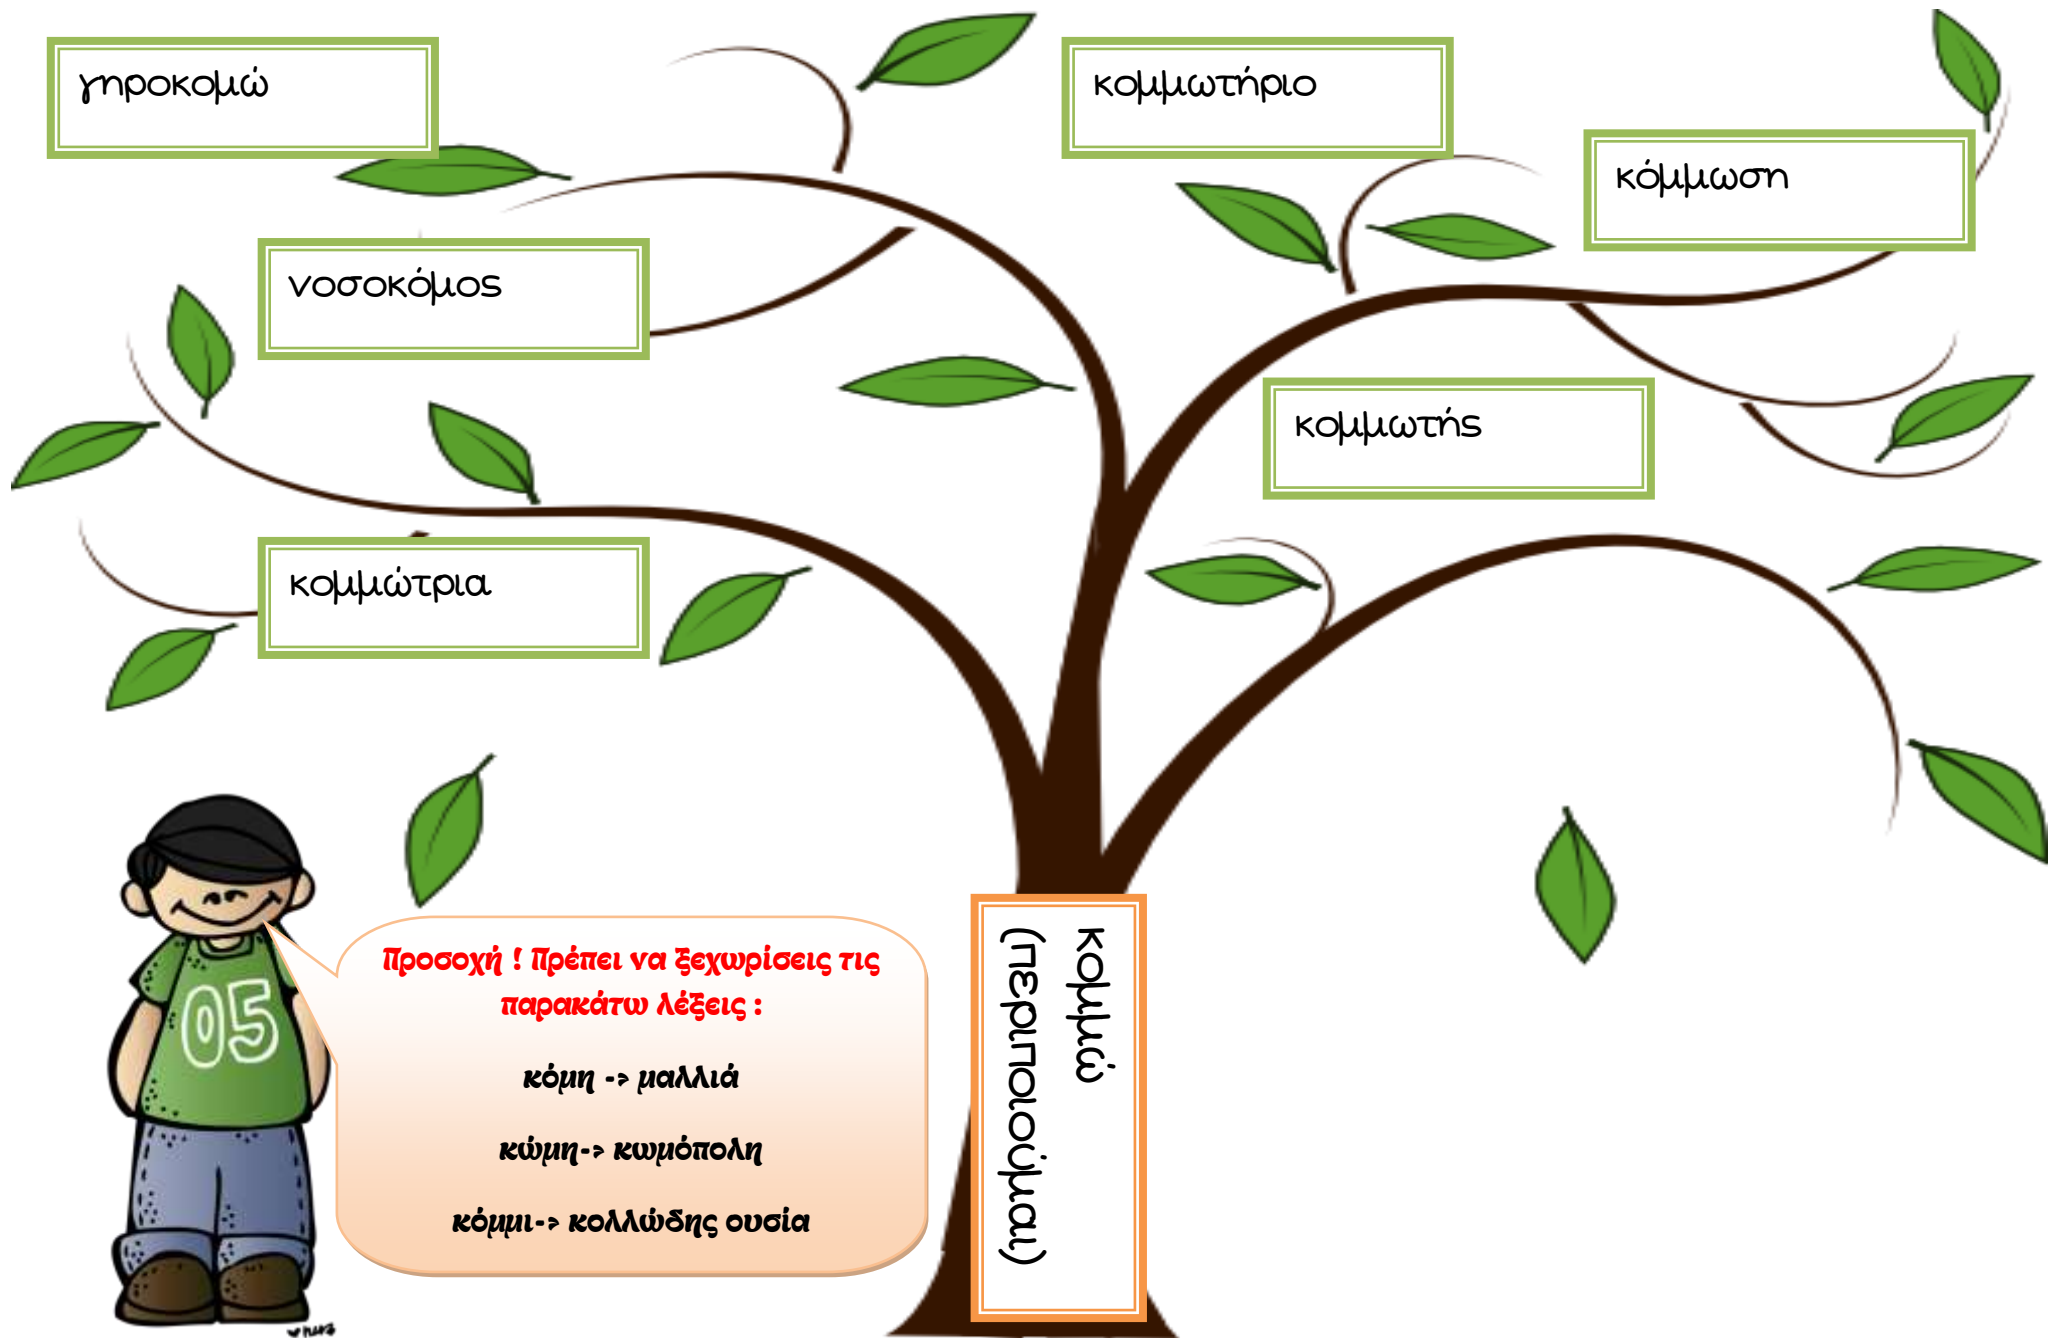 γηροκομώ
κομμωτήριο
κόμμωση
νοσοκόμος
κομμωτής
κομμώτρια
κομμώ
(περιποιούμαι)
Προσοχή ! Πρέπει να ξεχωρίσεις τις
παρακάτω λέξεις :
κόμη -> μαλλιά
κώμη-> κωμόπολη
κόμμι-> κολλώδης ουσία